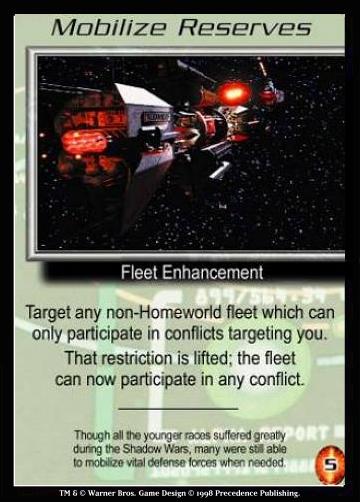 Mobilize Reserves
Fleet Enhancement
Target any non-Homeworld fleet which can
only participate in conflicts targeting you.
That restriction is lifted; the fleet
can now participate in any conflict.
Though all the younger races suffered greatly
during the Shadow Wars, many were still able
to mobilize vital defense forces when needed.
5
TM & © Warner Bros. Game Design © 1998 Precedence Publishing.